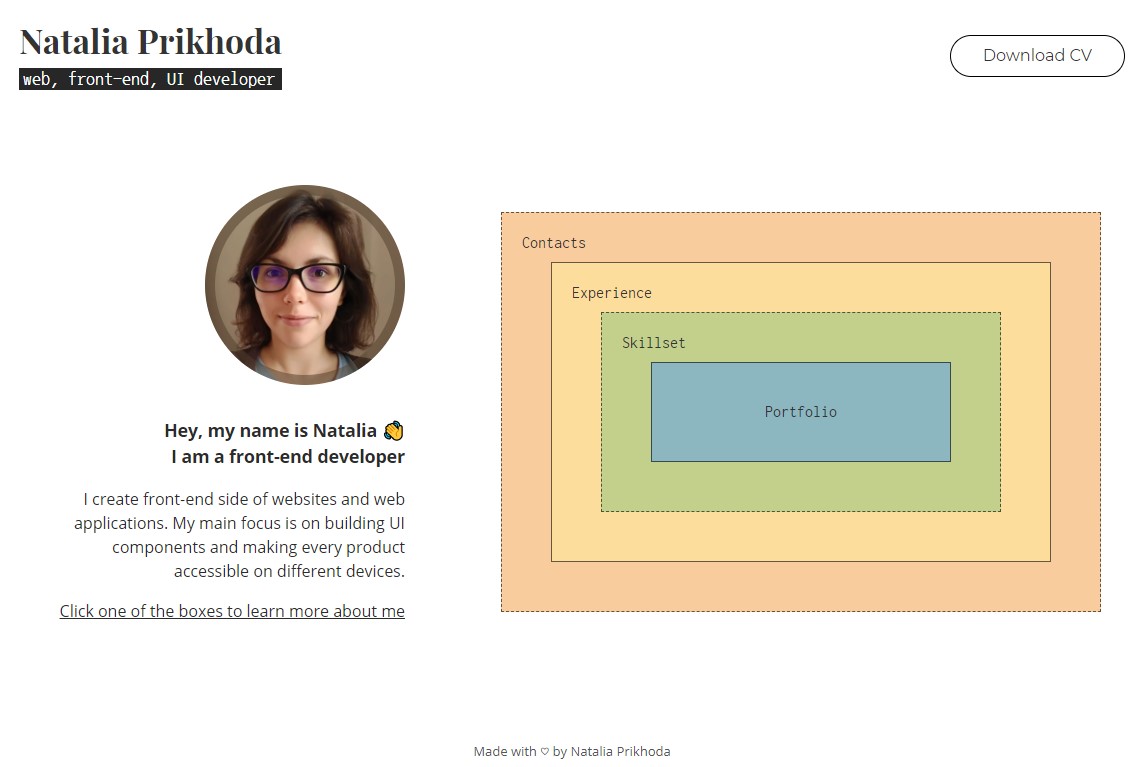 Natalia Prikhoda
web, front-end, UI developer
Download CV
Hey, my name is Natalia 👋
I am a front-end developer
I create front-end side of websites and web
applications. My main focus is on building UI
components and making every product
accessible on different devices.
Click one of the boxes to learn more about me
Contacts
Experience
Skillset
Portfolio
Made with ♡ by Natalia Prikhoda